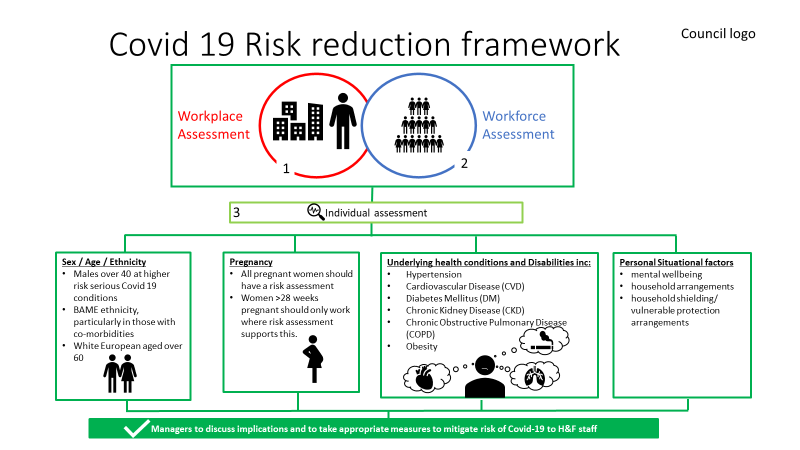 Covid 19 Risk reduction framework
Council logo
Workplace
Assessment
1
2
Workforce
Assessment
3
Individual assessment
Sex / Age / Ethnicity
• Males over 40 at higher
risk serious Covid 19
conditions
• BAME ethnicity,
particularly in those with
co-morbidities
• White European aged over
60
Pregnancy
• All pregnant women should
have a risk assessment
• Women >28 weeks
pregnant should only work
where risk assessment
supports this.
Underlying health conditions and Disabilities inc:
• Hypertension
• Cardiovascular Disease (CVD)
• Diabetes Mellitus (DM)
• Chronic Kidney Disease (CKD)
• Chronic Obstructive Pulmonary Disease
(COPD)
• Obesity
Personal Situational factors
• mental wellbeing
• household arrangements
• household shielding/
vulnerable protection
arrangements
Managers to discuss implications and to take appropriate measures to mitigate risk of Covid-19 to H&F staff